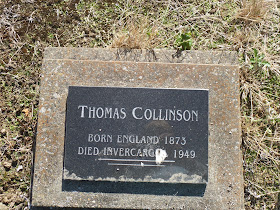 THOMAS COLLINSON
BORN ENGLAND 1873
DIED INVERCARGILL 1949